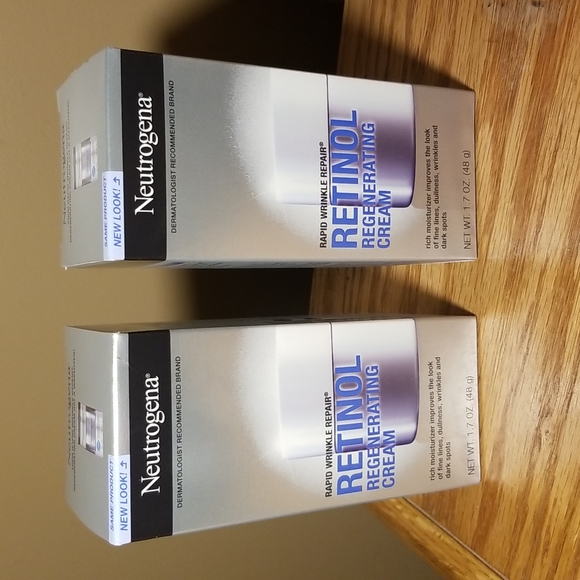 SAME PRODUCT
NEW LOOK!
Neutrogena®
DERMATOLOGIST RECOMMENDED BRAND
RAPID WRINKLE REPAIR®
RETINOL
REGENERATING
CREAM
rich moisturizer improves the look
of fine lines, dullness, wrinkles and
dark spots
NET WT. 1.7 OZ. (48 g)
SAME PRODUCT
NEW LOOK!
Neutrogena®
DERMATOLOGIST RECOMMENDED BRAND
RAPID WRINKLE REPAIR®
RETINOL
REGENERATING
CREAM
rich moisturizer improves the look
of fine lines, dullness, wrinkles and
dark spots
NET WT. 1.7 OZ. (48 g)